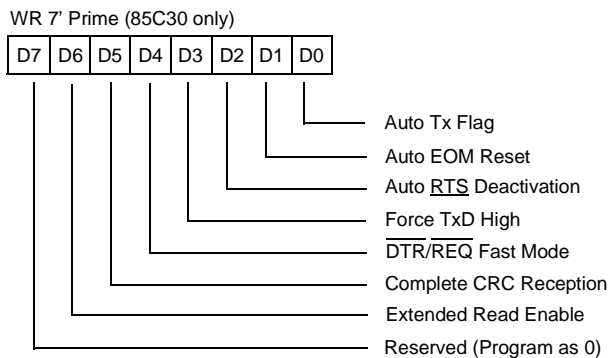 WR 7' Prime (85C30 only)
D7 D6 D5 D4 D3 D2 D1 D0
Auto Tx Flag
Auto EOM Reset
Auto RTS Deactivation
Force TxD High
DTR/REQ Fast Mode
Complete CRC Reception
Extended Read Enable
Reserved (Program as 0)